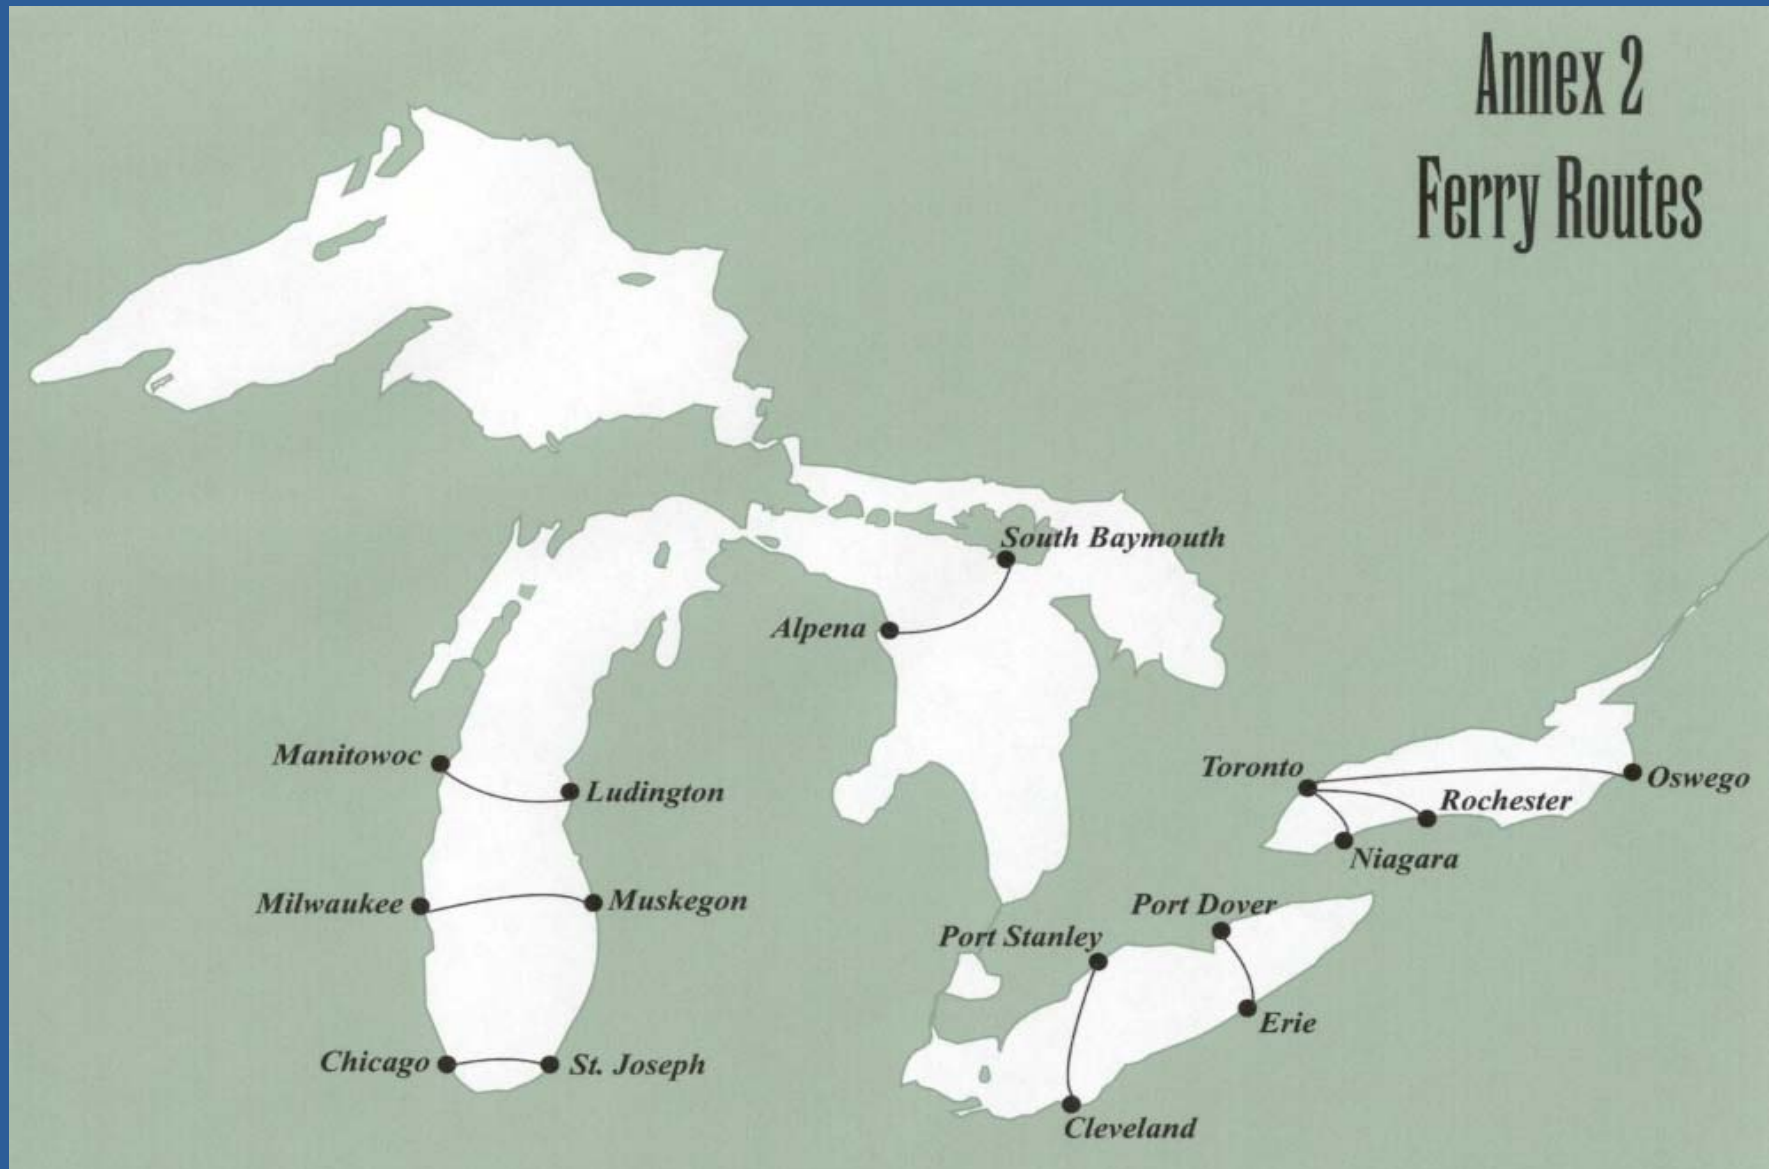 Annex 2
Ferry Routes
South Baymouth
Alpena
Manitowoc
Ludington
Toronto
Oswego
Rochester
Niagara
Milwaukee
Muskegon
Port Dover
Port Stanley
Erie
Chicago
St. Joseph
Cleveland